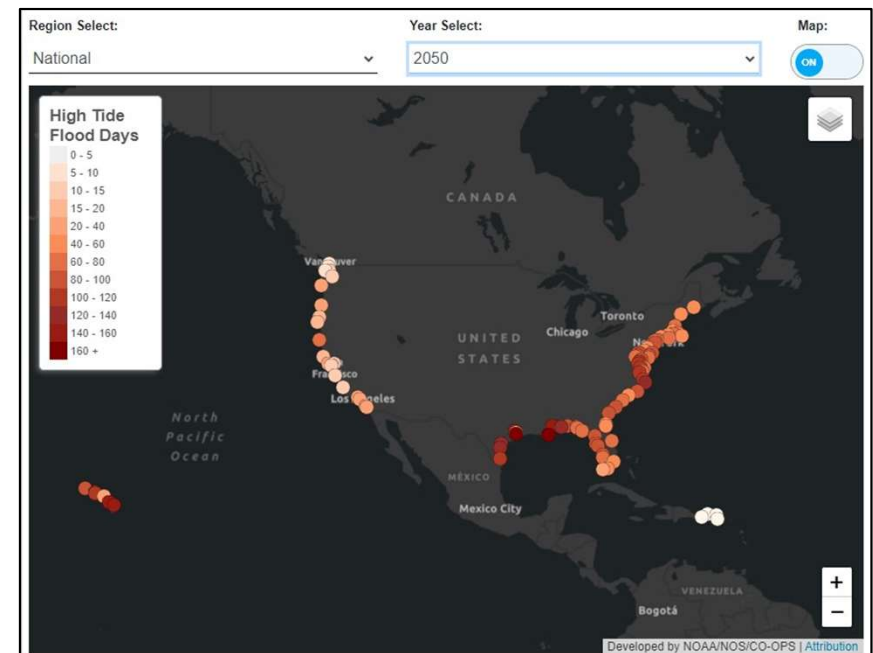 Region Select:
Year Select:
Map:
National
2050
ON
High Tide
Flood Days
0 - 5
5 - 10
10 - 15
15 - 20
20 - 40
40 - 60
60 - 80
80 - 100
100 - 120
120 - 140
140 - 160
160 +
CANADA
Toronto
Chicago
UNITED
STATES
Los
North
Pacific
Ocean
MÉXICO
Mexico City
VENEZUELA
Bogotá
+
−
Developed by NOAA/NOS/CO-OPS | Attribution